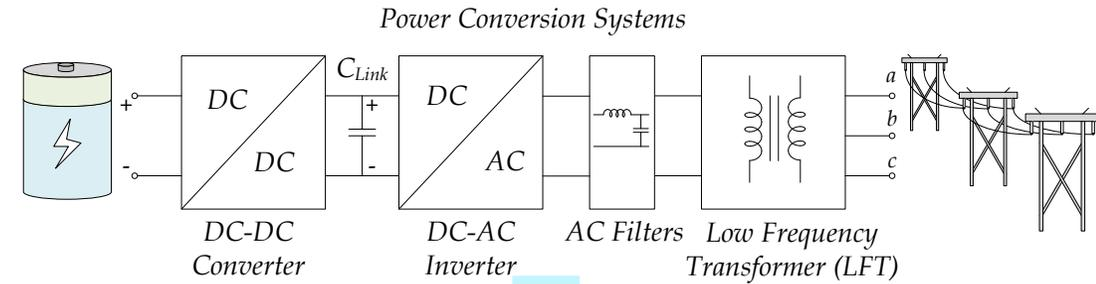 Power Conversion Systems
C Link
+
-
DC
DC
+
-
DC
AC
a
b
c
DC-DC
Converter
DC-AC
Inverter
AC Filters
Low Frequency
Transformer (LFT)